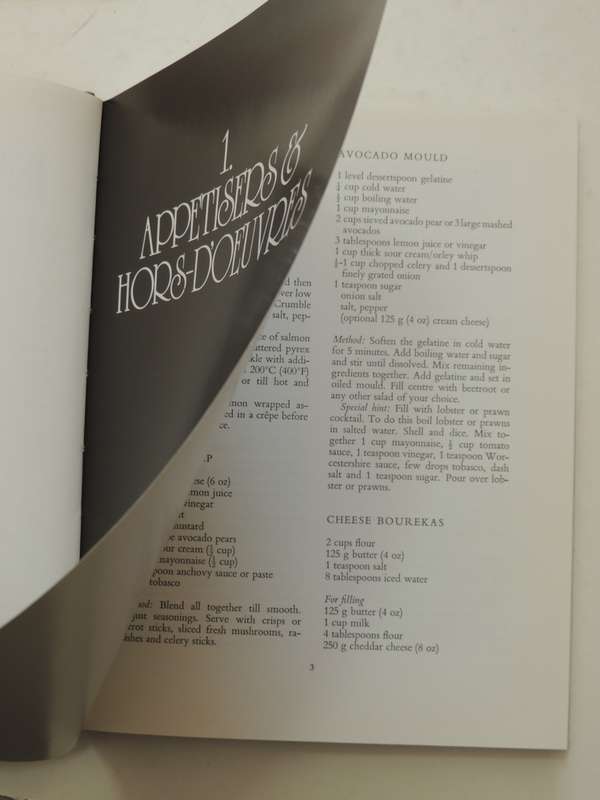 1.
APPETISERS &
HORS-D'OEUVRES
d then
ver low
Crumble
salt, pep-
ce of salmon
uttered pyrex
kle with addi-
200°C (400°F)
or till hot and
mon wrapped as-
ed in a crêpe before
ce.
P
ese (6 oz)
mon juice
vinegar
t
mustard
pe avocado pears
our cream (
cup)
mayonnaise (½ cup)
poon anchovy sauce or paste
tobasco
od: Blend all together till smooth.
just seasonings. Serve with crisps or
rrot sticks, sliced fresh mushrooms, ra-
ishes and celery sticks.
AVOCADO MOULD
1 level dessertspoon gelatine
cup cold water
½ cup boiling water
1 cup mayonnaise
2 cups sieved avocado pear or 3 large mashed
avocados
3 tablespoons lemon juice or vinegar
1 cup thick sour cream/orley whip
½-1 cup chopped celery and 1 dessertspoon
finely grated onion
1 teaspoon sugar
onion salt
salt, pepper
(optional 125 g (4 oz) cream cheese)
Method: Soften the gelatine in cold water
for 5 minutes. Add boiling water and sugar
and stir until dissolved. Mix remaining in-
gredients together. Add gelatine and set in
oiled mould. Fill centre with beetroot or
any other salad of your choice.
Special hint: Fill with lobster or prawn
cocktail. To do this boil lobster or prawns
in salted water. Shell and dice. Mix to-
gether 1 cup mayonnaise, ½ cup tomato
sauce, 1 teaspoon vinegar, 1 teaspoon Wor-
cestershire sauce, few drops tobasco, dash
salt and 1 teaspoon sugar. Pour over lob-
ster or prawns.
CHEESE BOUREKAS
2 cups flour
125 g butter (4 oz)
1 teaspoon salt
8 tablespoons iced water
For filling
125 g butter (4 oz)
1 cup milk
4 tablespoons flour
250 g cheddar cheese (8 oz)
3